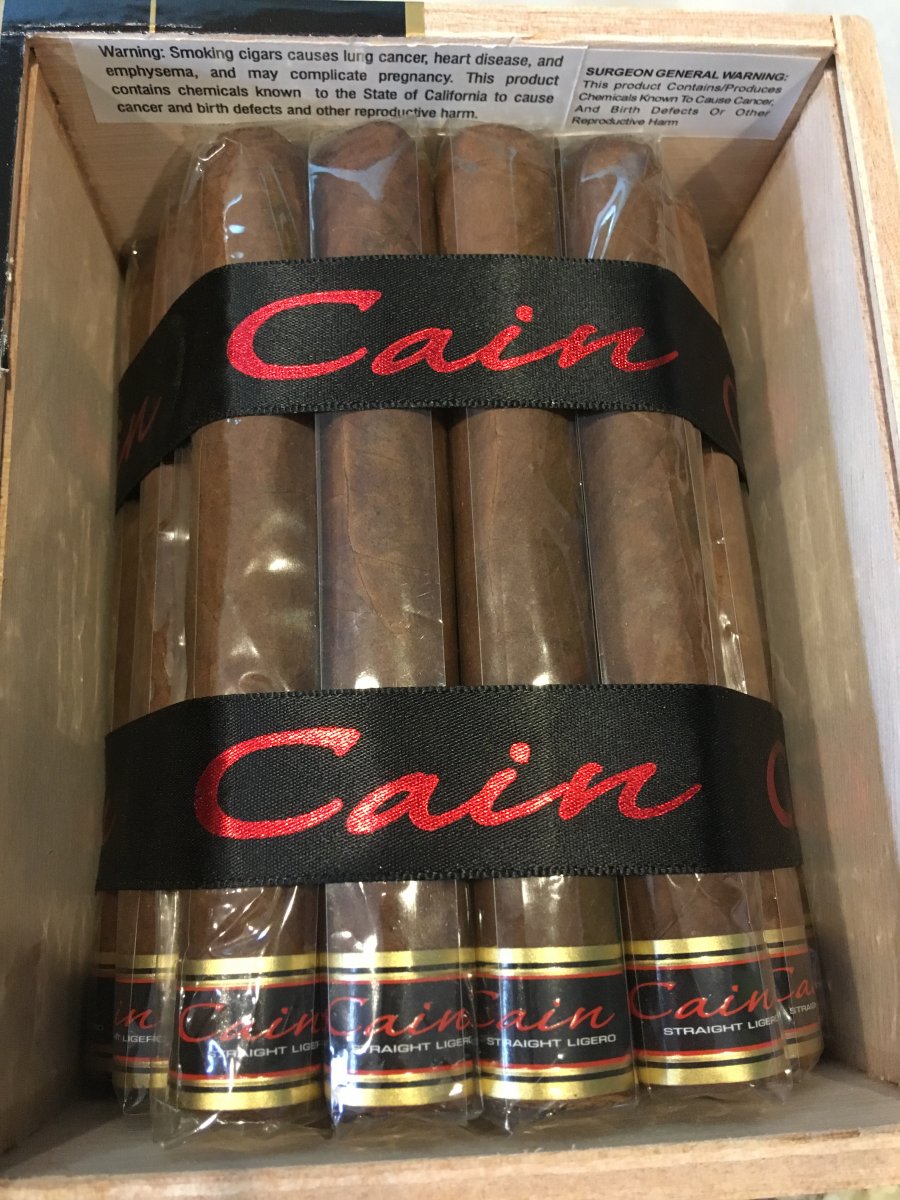 Warning: Smoking cigars causes lung cancer, heart disease, and
emphysema, and may complicate pregnancy. This product
contains chemicals known to the State of California to cause
cancer and birth defects and other reproductive harm.
SURGEON GENERAL WARNING:
This product Contains/Produces
Chemicals Known To Cause Cancer,
And Birth Defects Or Other
Reproductive Harm
Cain
Cain
Cain
STRAIGHT LIGERO
Cain
STRAIGHT LIGERO
Cain
STRAIGHT LIGERO
Cain
STRAIGHT LIGERO